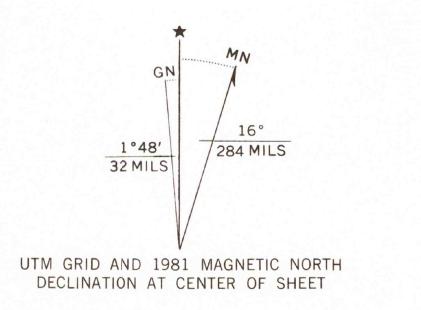 MN
GN
16°
284 MILS
1°48'
32 MILS
UTM GRID AND 1981 MAGNETIC NORTH
DECLINATION AT CENTER OF SHEET